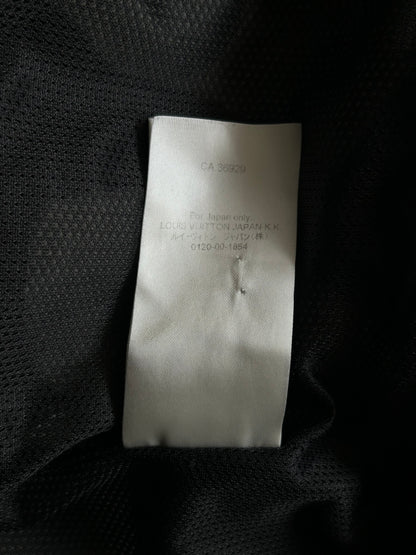 CA 36929
For Japan only.
LOUIS VUITTON JAPAN K.K.
ルイ・ヴィトン ジャパン(株)
0120-00-1854